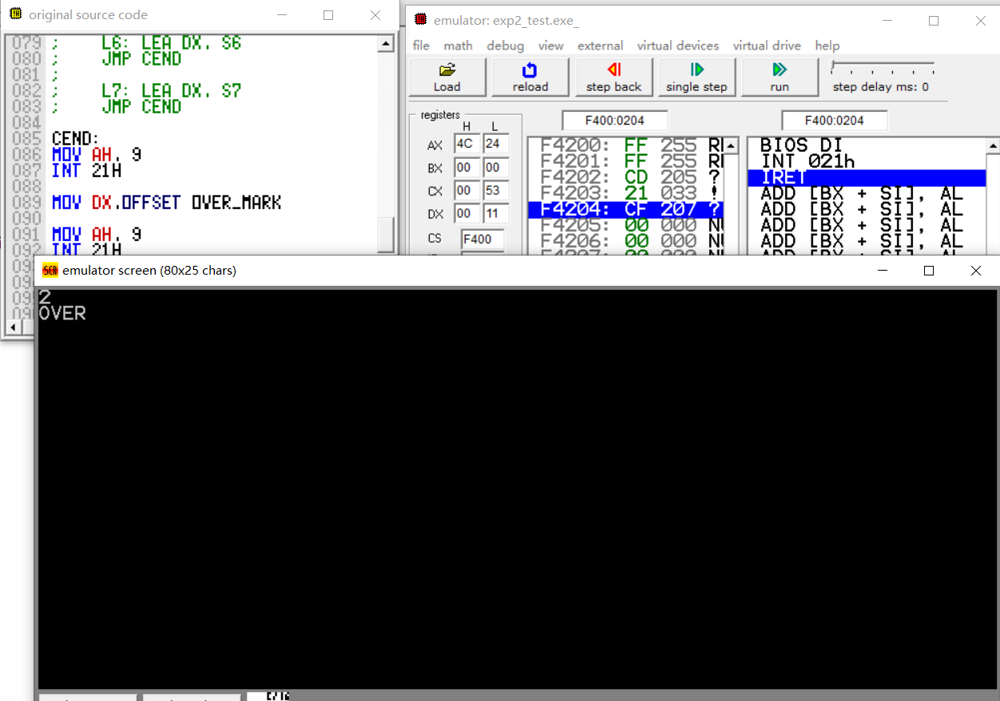 original source code
079 ;    L6: LEA DX, S6
080 ;    JMP CEND
081 ;
082 ;    L7: LEA DX, S7
083 ;    JMP CEND
084
085 CEND:
086 MOV AH, 9
087 INT 21H
088
089 MOV DX,OFFSET OVER_MARK
090
091 MOV AH, 9
092 INT 21H
emulator: exp2_test.exe_
file math debug view external virtual devices virtual drive help
Load reload step back single step run step delay ms: 0
registers
F400:0204 F400:0204
H L
AX 4C 24
BX 00 00
CX 00 53
DX 00 11
CS F400
F4200: FF 255
F4201: FF 255
F4202: CD 205 ?
F4203: 21 033 !
F4204: CF 207 ?
F4205: 00 000
F4206: 00 000
BIOS DI
INT 021h
IRET
ADD [BX + SI], AL
ADD [BX + SI], AL
ADD [BX + SI], AL
ADD [BX + SI], AL
ADD [BX + SI], AL
emulator screen (80x25 chars)
2
OVER